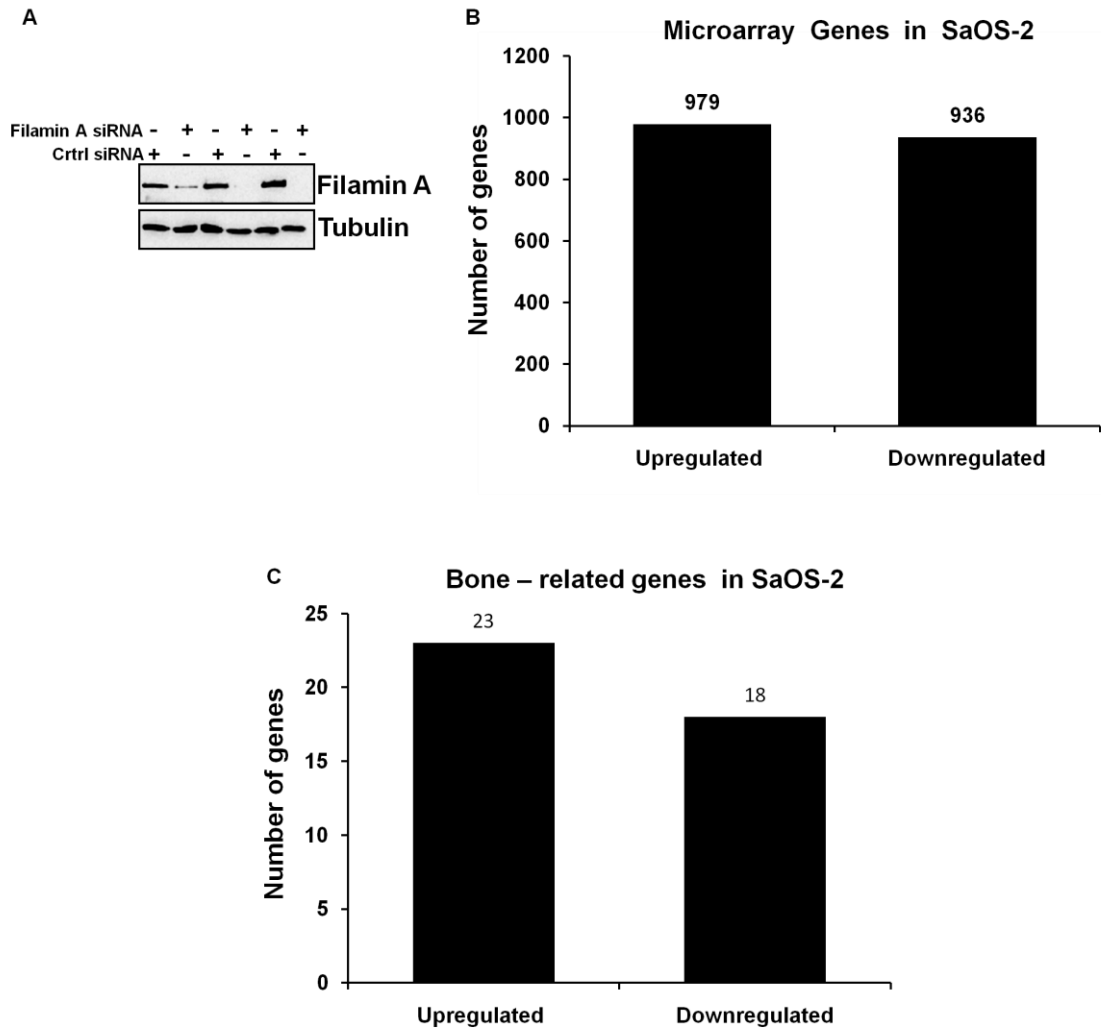 A
Filamin A siRNA - + - + - +
Crtrl siRNA + - + - + -
Filamin A
Tubulin
B
Microarray Genes in SaOS-2
1200
1000
800
600
400
200
0
Number of genes
979
936
Upregulated
Downregulated
C
Bone – related genes in SaOS-2
25
20
15
10
5
0
Number of genes
23
18
Upregulated
Downregulated